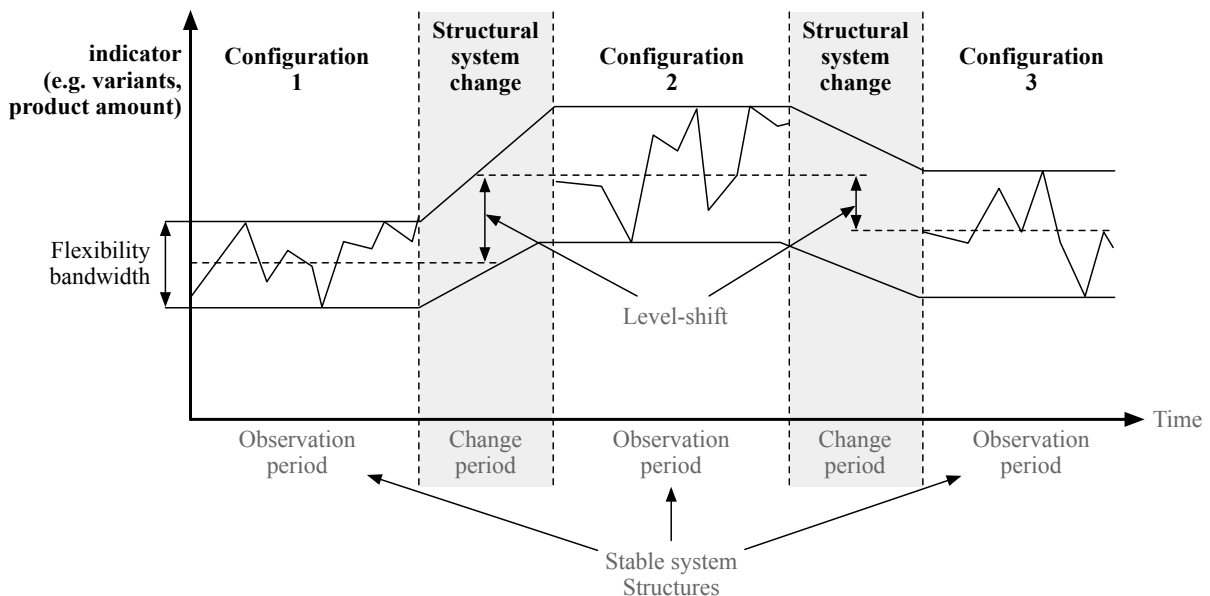 indicator
(e.g. variants,
product amount)
Configuration
1
Structural
system
change
Configuration
2
Structural
system
change
Configuration
3
Flexibility
bandwidth
Level-shift
Time
Observation
period
Change
period
Observation
period
Change
period
Observation
period
Stable system
Structures